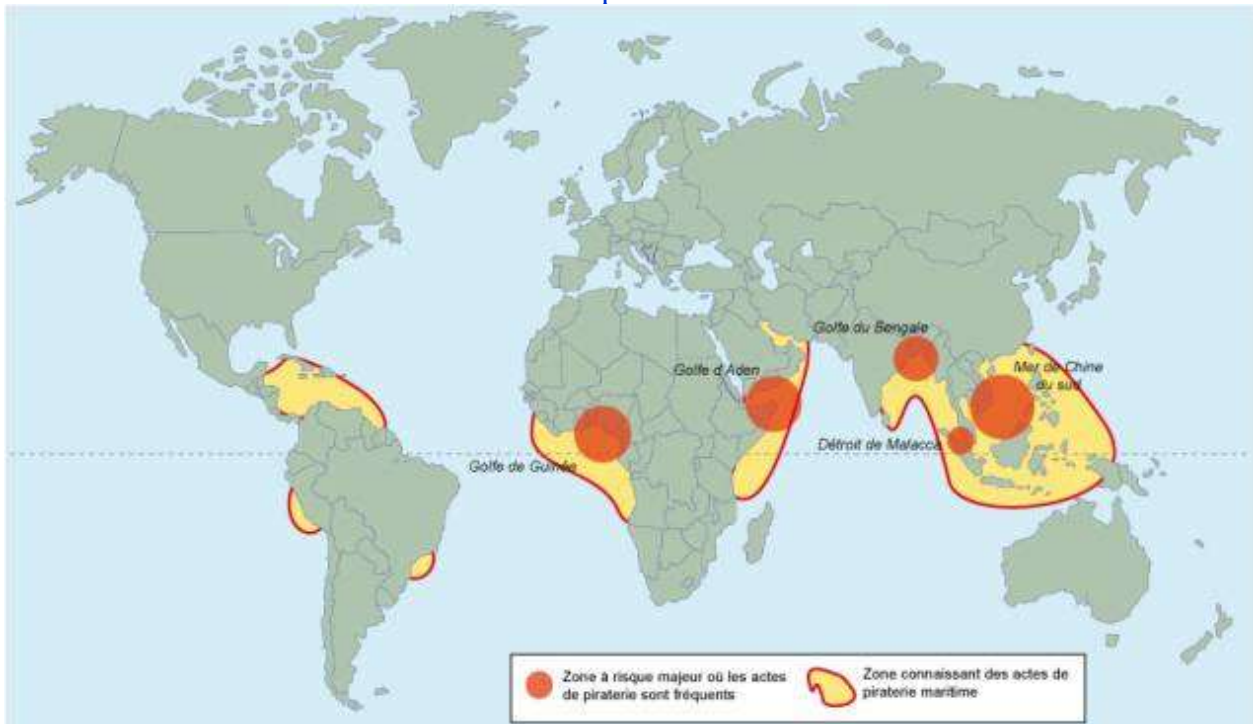 Golfe du Bengale
Golfe d'Aden
Mer de Chine
du sud
Détroit de Malacca
Golfe de Guinée
Zone à risque majeur où les actes
de piraterie sont fréquents
Zone connaissant des actes de
piraterie maritime